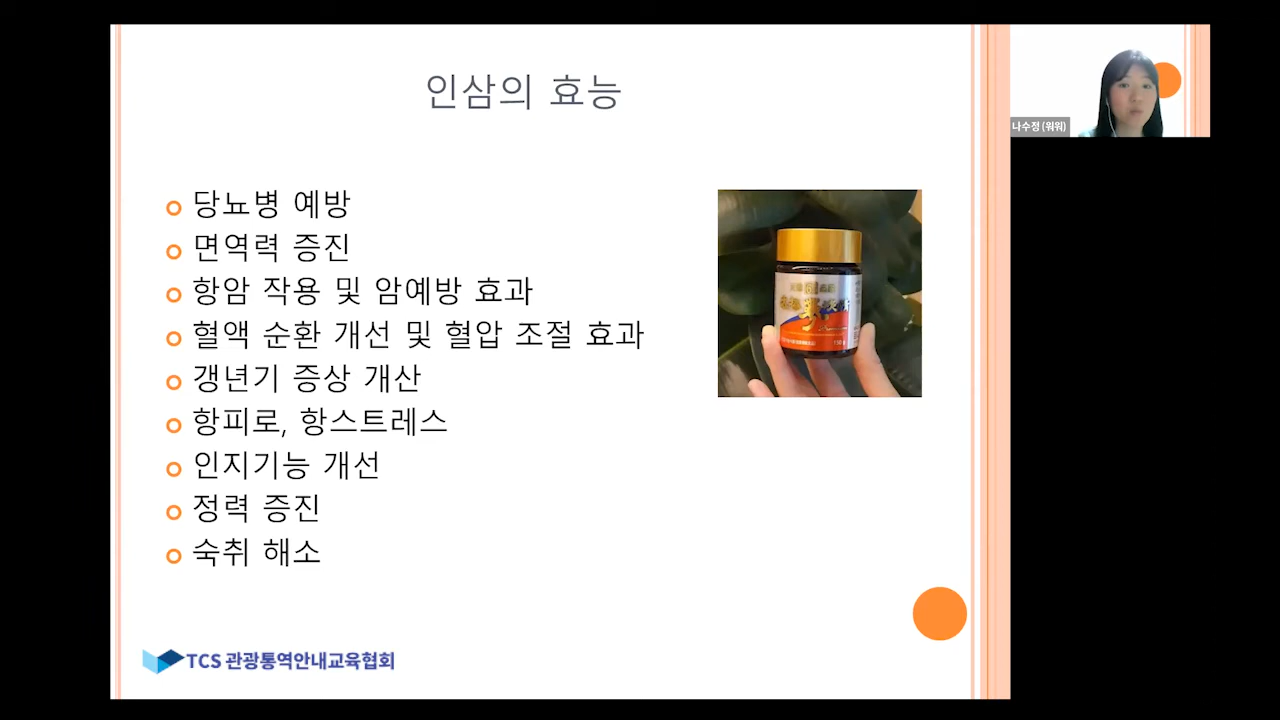 인삼의 효능
당뇨병 예방
면역력 증진
항암 작용 및 암예방 효과
혈액 순환 개선 및 혈압 조절 효과
갱년기 증상 개산
항피로, 항스트레스
인지기능 개선
정력 증진
숙취 해소
TCS 관광통역안내교육협회
나수정 (워워)